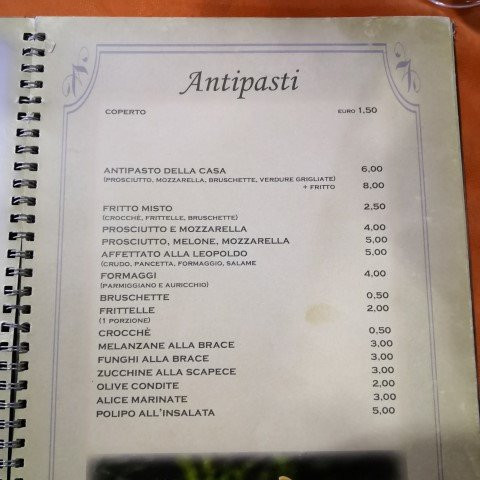 Antipasti
COPERTO EURO 1,50
ANTIPASTO DELLA CASA 6,00
(PROSCIUTTO, MOZZARELLA, BRUSCHETTE, VERDURE GRIGLIATE)
+ FRITTO 8,00
FRITTO MISTO 2,50
(CROCCHÈ, FRITTELLE, BRUSCHETTE)
PROSCIUTTO E MOZZARELLA 4,00
PROSCIUTTO, MELONE, MOZZARELLA 5,00
AFFETTATO ALLA LEOPOLDO 5,00
(CRUDO, PANCETTA, FORMAGGIO, SALAME
FORMAGGI 4,00
(PARMIGGIANO E AURICCHIO)
BRUSCHETTE 0,50
FRITTELLE 2,00
(1 PORZIONE)
CROCCHÈ 0,50
MELANZANE ALLA BRACE 3,00
FUNGHI ALLA BRACE 3,00
ZUCCHINE ALLA SCAPECE 3,00
OLIVE CONDITE 2,00
ALICE MARINATE 3,00
POLIPO ALL'INSALATA 5,00